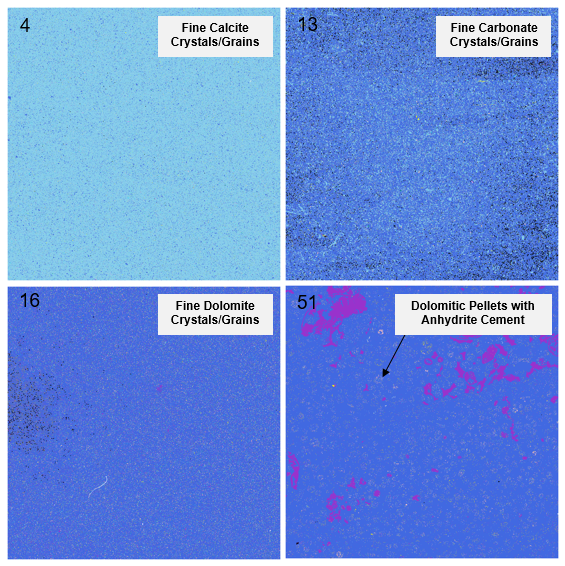 4
Fine Calcite
Crystals/Grains
13
Fine Carbonate
Crystals/Grains
16
Fine Dolomite
Crystals/Grains
51
Dolomitic Pellets with
Anhydrite Cement